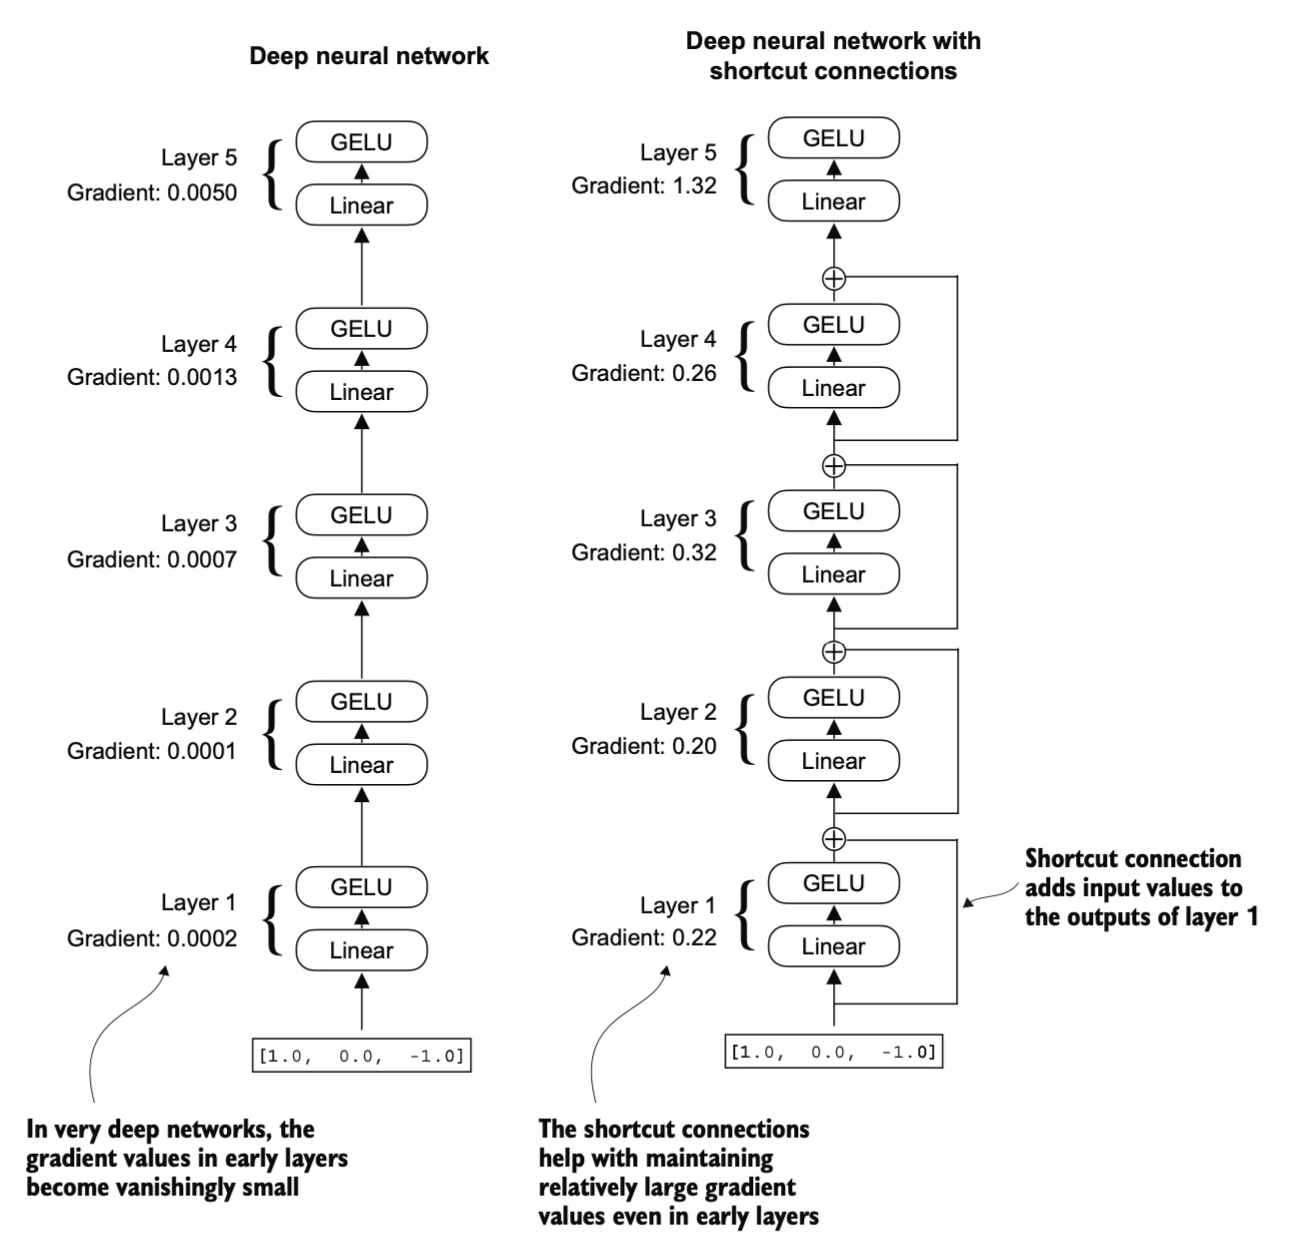 Deep neural network
Layer 5
Gradient: 0.0050
GELU
Linear
Layer 4
Gradient: 0.0013
GELU
Linear
Layer 3
Gradient: 0.0007
GELU
Linear
Layer 2
Gradient: 0.0001
GELU
Linear
Layer 1
Gradient: 0.0002
GELU
Linear
[1.0, 0.0, -1.0]
In very deep networks, the
gradient values in early layers
become vanishingly small
Deep neural network with
shortcut connections
Layer 5
Gradient: 1.32
GELU
Linear
Layer 4
Gradient: 0.26
GELU
Linear
Layer 3
Gradient: 0.32
GELU
Linear
Layer 2
Gradient: 0.20
GELU
Linear
Layer 1
Gradient: 0.22
GELU
Linear
[1.0, 0.0, -1.0]
Shortcut connection
adds input values to
the outputs of layer 1
The shortcut connections
help with maintaining
relatively large gradient
values even in early layers